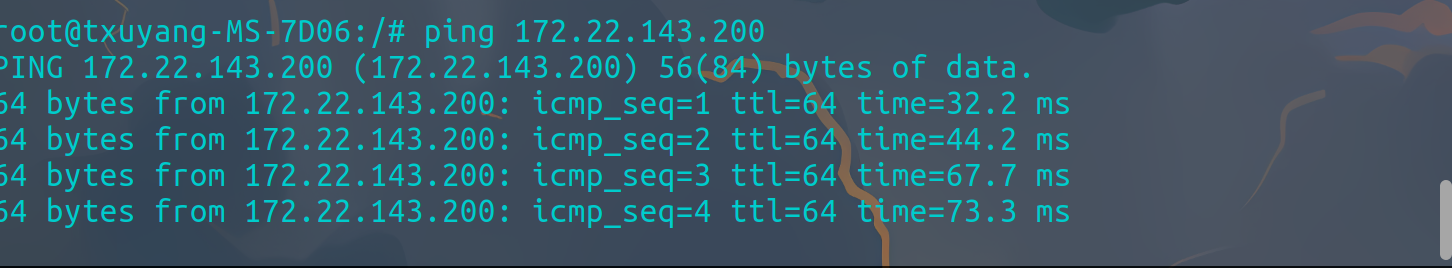 root@txuyang-MS-7D06:/# ping 172.22.143.200
PING 172.22.143.200 (172.22.143.200) 56(84) bytes of data.
64 bytes from 172.22.143.200: icmp_seq=1 ttl=64 time=32.2 ms
64 bytes from 172.22.143.200: icmp_seq=2 ttl=64 time=44.2 ms
64 bytes from 172.22.143.200: icmp_seq=3 ttl=64 time=67.7 ms
64 bytes from 172.22.143.200: icmp_seq=4 ttl=64 time=73.3 ms